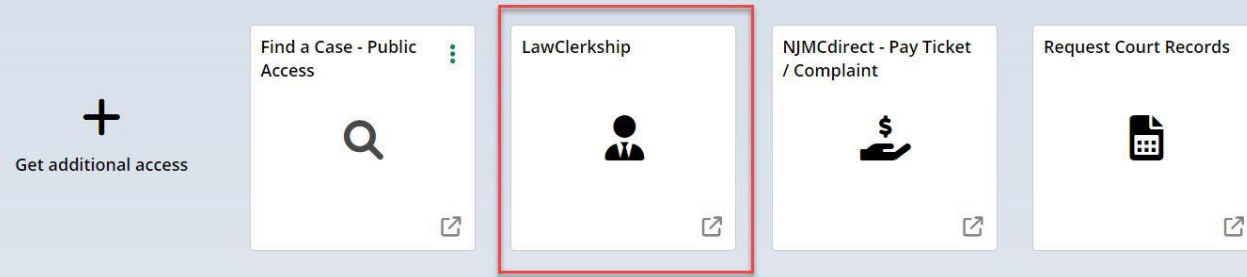 Get additional access
Find a Case - Public
Access
LawClerkship
NJMCdirect - Pay Ticket
/ Complaint
Request Court Records